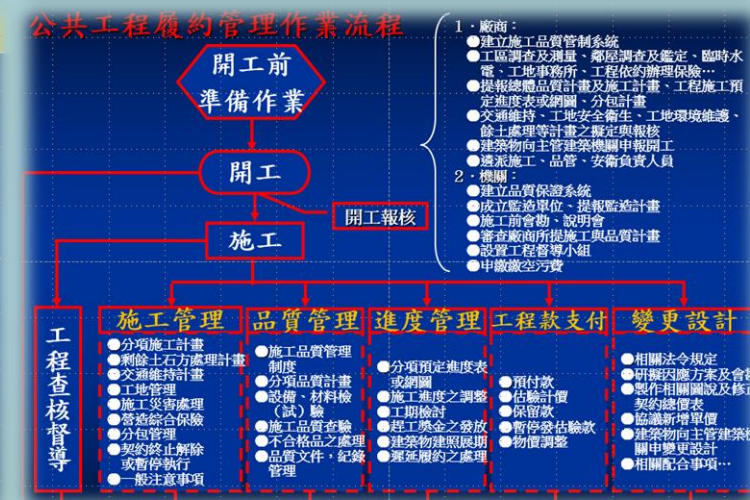 公共工程履約管理作業流程
開工前
準備作業
開工
開工報核
施工
1．廠商：
●建立施工品質管制系統
●工區調查及測量、鄰屋調查及鑑定、臨時水
電、工地事務所、工程依約辦理保險…
●提報總體品質計畫及施工計畫、工程施工預
定進度表或網圖、分包計畫
●交通維持、工地安全衛生、工地環境維護、
餘土處理等計畫之擬定與報核
●建築物向主管建築機關申報開工
●遴派施工、品管、安衛負責人員
2．機關：
●建立品質保證系統
●成立監造單位、提報監造計畫
●施工前會勘、說明會
●審查廠商所提施工與品質計畫
●設置工程督導小組
●申繳繳空污費
工程查核督導
施工管理
●分項施工計畫
●剩餘土石方處理計畫
●交通維持計畫
●工地管理
●施工災害處理
●營造綜合保險
●分包管理
●契約終止解除
或暫停執行
●一般注意事項
品質管理
●施工品質管理
制度
●分項品質計畫
●設備、材料檢
（試）驗
●施工品質查驗
●不合格品之處理
●品質文件，紀錄
管理
進度管理
●分項預定進度表
或網圖
●施工進度之調整
●工期檢討
●趕工獎金之發放
●建築物建照展期
●遲延履約之處理
工程款支付
●預付款
●估驗計價
●保留款
●暫停發估驗款
●物價調整
變更設計
●相關法令規定
●研擬因應方案及會勘
●製作相關圖說及修正
契約總價表
●協議新增單價
●建築物向主管建築機
關申變更設計
●相關配合事項…